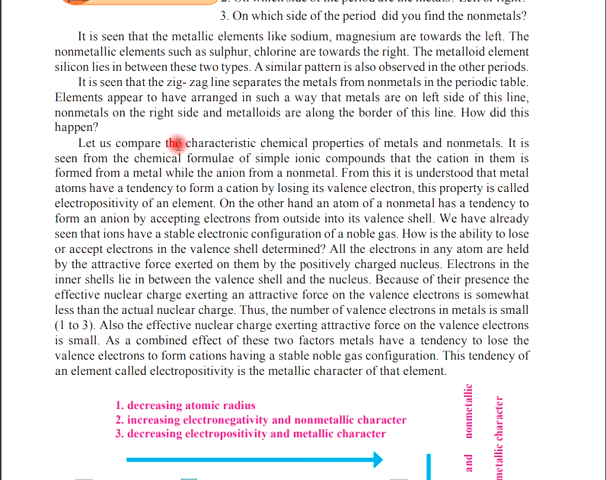 3. On which side of the period did you find the nonmetals?
It is seen that the metallic elements like sodium, magnesium are towards the left. The
nonmetallic elements such as sulphur, chlorine are towards the right. The metalloid element
silicon lies in between these two types. A similar pattern is also observed in the other periods.
It is seen that the zig- zag line separates the metals from nonmetals in the periodic table.
Elements appear to have arranged in such a way that metals are on left side of this line,
nonmetals on the right side and metalloids are along the border of this line. How did this
happen?
Let us compare the characteristic chemical properties of metals and nonmetals. It is
seen from the chemical formulae of simple ionic compounds that the cation in them is
formed from a metal while the anion from a nonmetal. From this it is understood that metal
atoms have a tendency to form a cation by losing its valence electron, this property is called
electropositivity of an element. On the other hand an atom of a nonmetal has a tendency to
form an anion by accepting electrons from outside into its valence shell. We have already
seen that ions have a stable electronic configuration of a noble gas. How is the ability to lose
or accept electrons in the valence shell determined? All the electrons in any atom are held
by the attractive force exerted on them by the positively charged nucleus. Electrons in the
inner shells lie in between the valence shell and the nucleus. Because of their presence the
effective nuclear charge exerting an attractive force on the valence electrons is somewhat
less than the actual nuclear charge. Thus, the number of valence electrons in metals is small
(1 to 3). Also the effective nuclear charge exerting attractive force on the valence electrons
is small. As a combined effect of these two factors metals have a tendency to lose the
valence electrons to form cations having a stable noble gas configuration. This tendency of
an element called electropositivity is the metallic character of that element.
1. decreasing atomic radius
2. increasing electronegativity and nonmetallic character
3. decreasing electropositivity and metallic character
and nonmetallic
metallic character